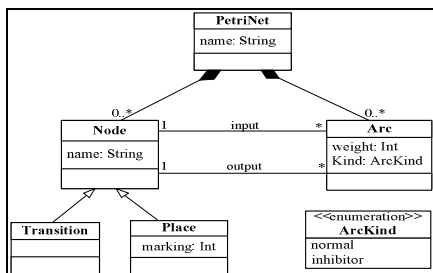 PetriNet
name: String
0..*
0..*
Node
name: String
1 input *
1 output *
Arc
weight: Int
Kind: ArcKind
Transition
Place
marking: Int
<<enumeration>>
ArcKind
normal
inhibitor